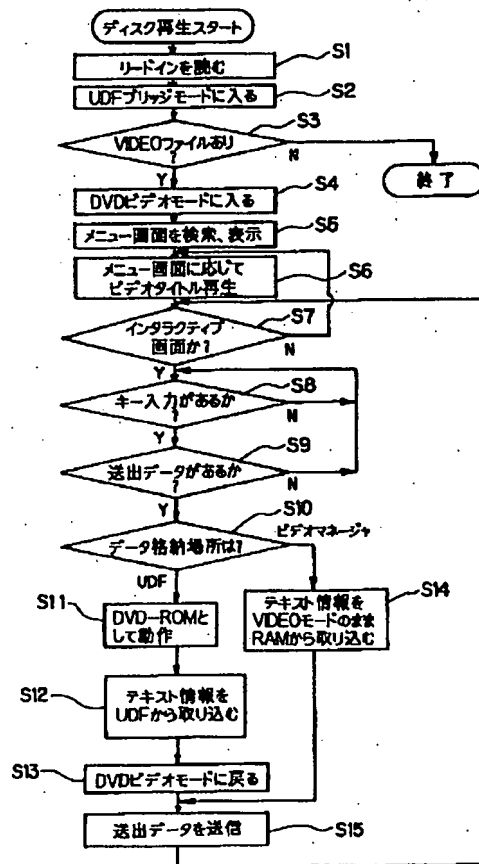 ディスク再生スタート
S1
リードインを読む
S2
UDFブリッジモードに入る
S3
VIDEOファイルあり
?
N
Y
終了
S4
DVDビデオモードに入る
S5
メニュー画面を検索、表示
S6
メニュー画面に応じて
ビデオタイトル再生
S7
インタラクティブ
画面か?
N
Y
S8
キー入力があるか
?
N
Y
S9
送出データがあるか
?
N
Y
S10
ビデオマネージャ
データ格納場所は?
UDF
S11
DVD-ROMと
して動作
S14
テキスト情報を
VIDEOモードのまま
RAMから取り込む
S12
テキスト情報を
UDFから取り込む
S13
DVDビデオモードに戻る
送出データを送信
S15